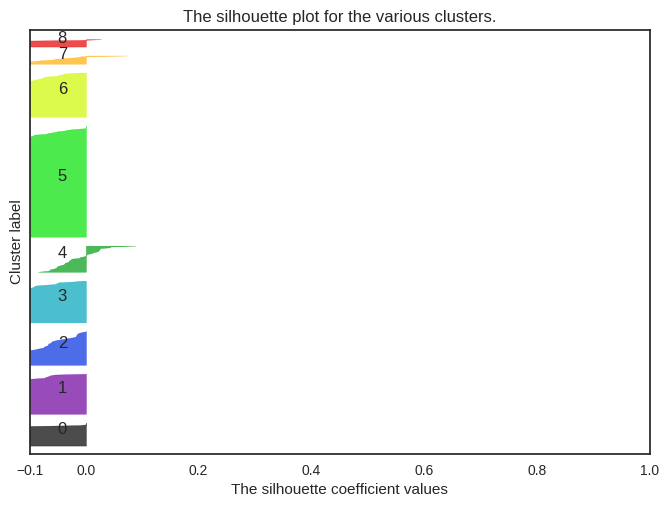 The silhouette plot for the various clusters.
8
7
6
5
4
3
2
1
0
Cluster label
−0.1 0.0 0.2 0.4 0.6 0.8 1.0
The silhouette coefficient values